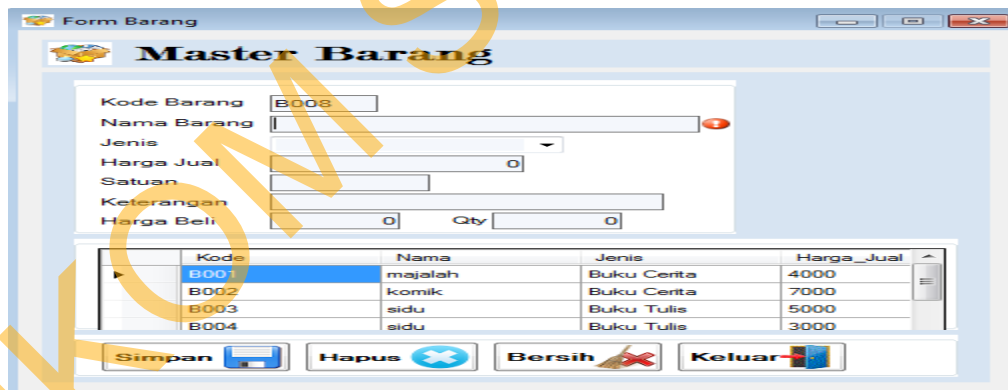 Form Barang
Master Barang
Kode Barang B008
Nama Barang
Jenis
Harga Jual 0
Satuan
Keterangan
Harga Beli 0 Qty 0
Kode Nama Jenis Harga_Jual
B001 majalah Buku Cerita 4000
B002 komik Buku Cerita 7000
B003 sidu Buku Tulis 5000
B004 sidu Buku Tulis 3000
Simpan Hapus Bersih Keluar
KOMS